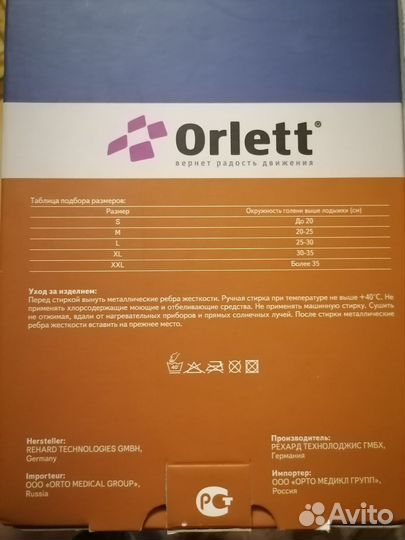 Orlett®
вернет радость движения
Таблица подбора размеров:
Размер Окружность голени выше лодыжки (см)
S До 20
M 20-25
L 25-30
XL 30-35
XXL Более 35
Уход за изделием:
Перед стиркой вынуть металлические ребра жесткости. Ручная стирка при температуре не выше +40°С. Не
применять хлорсодержащие моющие и отбеливающие средства. Не применять машинную стирку. Сушить
не отжимая, вдали от нагревательных приборов и прямых солнечных лучей. После стирки металлические
ребра жесткости вставить на прежнее место.
40°
Hersteller:
REHARD TECHNOLOGIES GMBH,
Germany
Importeur:
ООО «ORTO MEDICAL GROUP»,
Russia
Производитель:
РЕХАРД ТЕХНОЛОДЖИС ГМБХ,
Германия
Импортер:
ООО «ОРТО МЕДИКЛ ГРУПП»,
Россия
РСТ
Avito